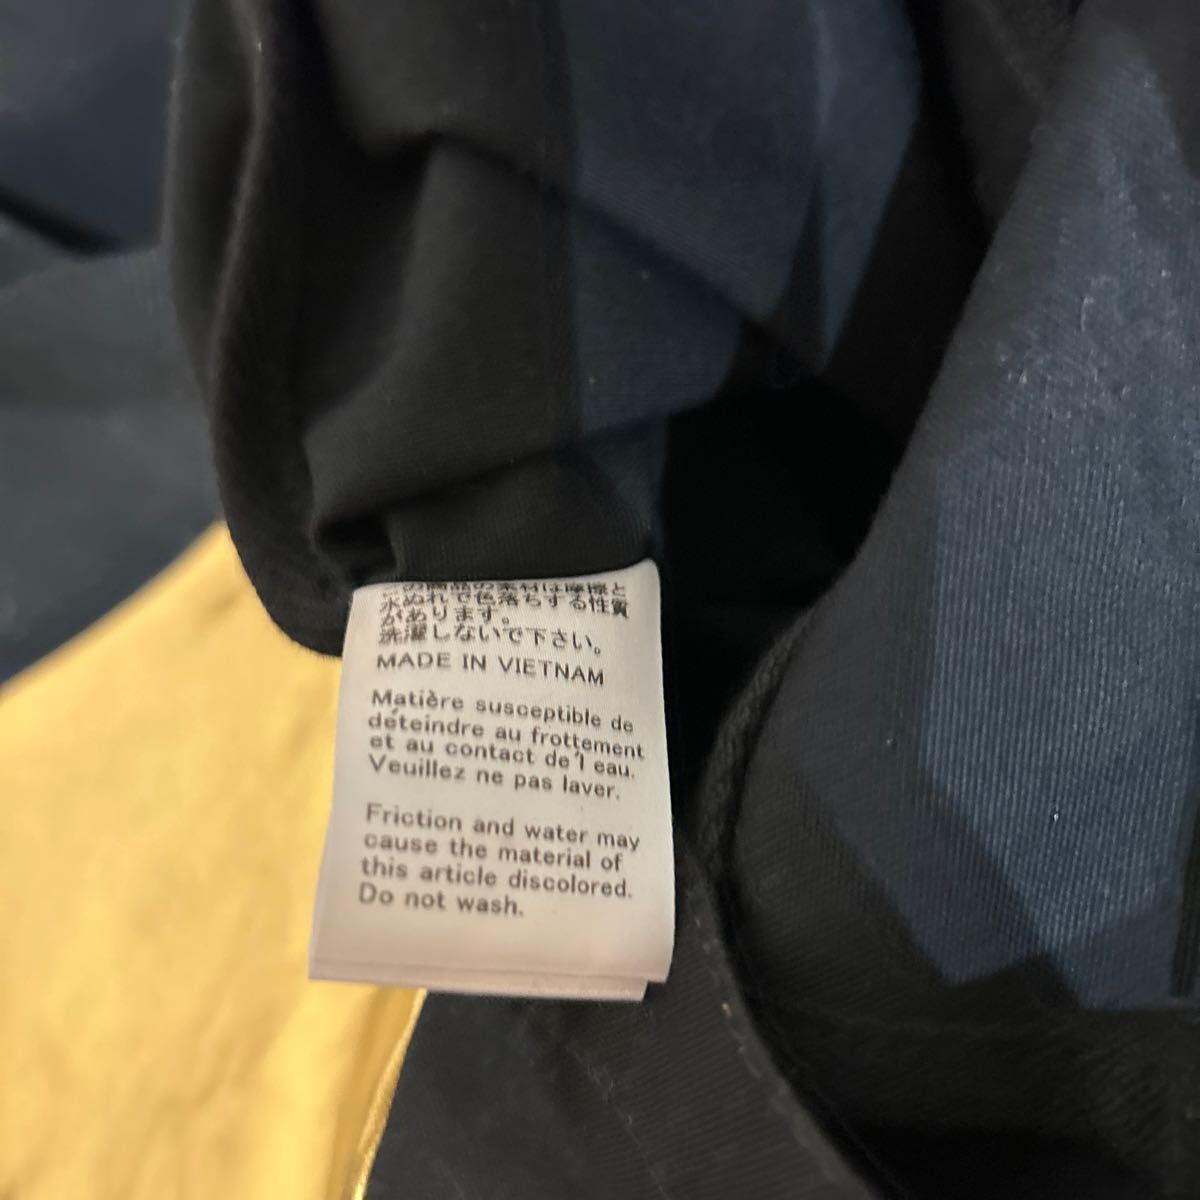 この商品の素材は摩擦と
水ぬれで色落ちする性質
があります。
洗濯しないで下さい。
MADE IN VIETNAM
Matière susceptible de
déteindre au frottement
et au contact de l'eau.
Veuillez ne pas laver.
Friction and water may
cause the material of
this article discolored.
Do not wash.